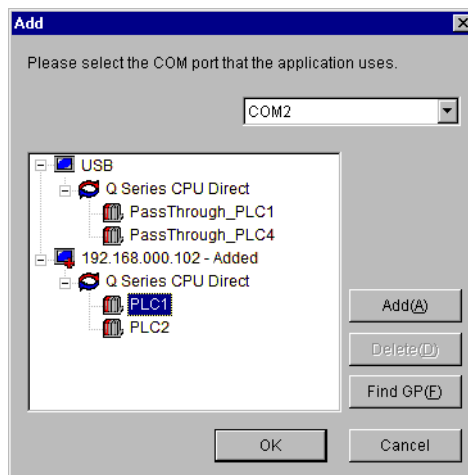 Add
Please select the COM port that the application uses.
COM2
USB
Q Series CPU Direct
PassThrough_PLC1
PassThrough_PLC4
192.168.000.102 - Added
Q Series CPU Direct
PLC1
PLC2
Add(A)
Delete(D)
Find GP(F)
OK
Cancel